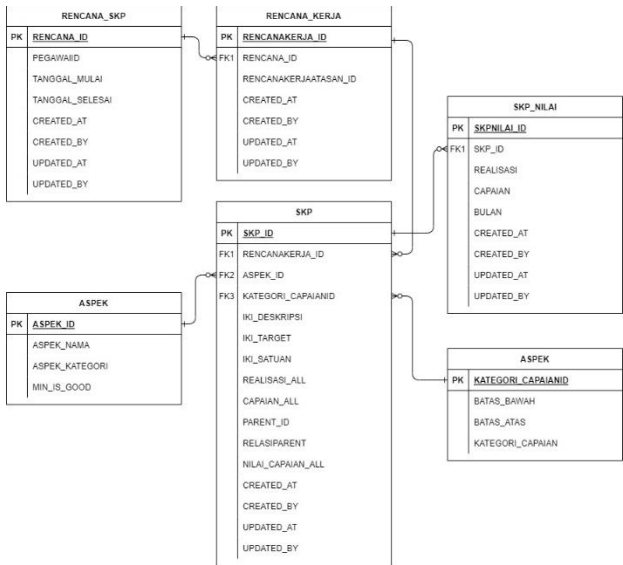 RENCANA_SKP
PK RENCANA_ID
PEGAWAIID
TANGGAL_MULAI
TANGGAL_SELESAI
CREATED_AT
CREATED_BY
UPDATED_AT
UPDATED_BY
RENCANA_KERJA
PK RENCANAKERJA_ID
FK1 RENCANA_ID
RENCANAKERJAATASAN_ID
CREATED_AT
CREATED_BY
UPDATED_AT
UPDATED_BY
SKP_NILAI
PK SKPNILAI_ID
FK1 SKP_ID
REALISASI
CAPAIAN
BULAN
CREATED_AT
CREATED_BY
UPDATED_AT
UPDATED_BY
SKP
PK SKP_ID
FK1 RENCANAKERJA_ID
FK2 ASPEK_ID
FK3 KATEGORI_CAPAIANID
IKI_DESKRIPSI
IKI_TARGET
IKI_SATUAN
REALISASI_ALL
CAPAIAN_ALL
PARENT_ID
RELASIPARENT
NILAI_CAPAIAN_ALL
CREATED_AT
CREATED_BY
UPDATED_AT
UPDATED_BY
ASPEK
PK ASPEK_ID
ASPEK_NAMA
ASPEK_KATEGORI
MIN_IS_GOOD
ASPEK
PK KATEGORI_CAPAIANID
BATAS_BAWAH
BATAS_ATAS
KATEGORI_CAPAIAN